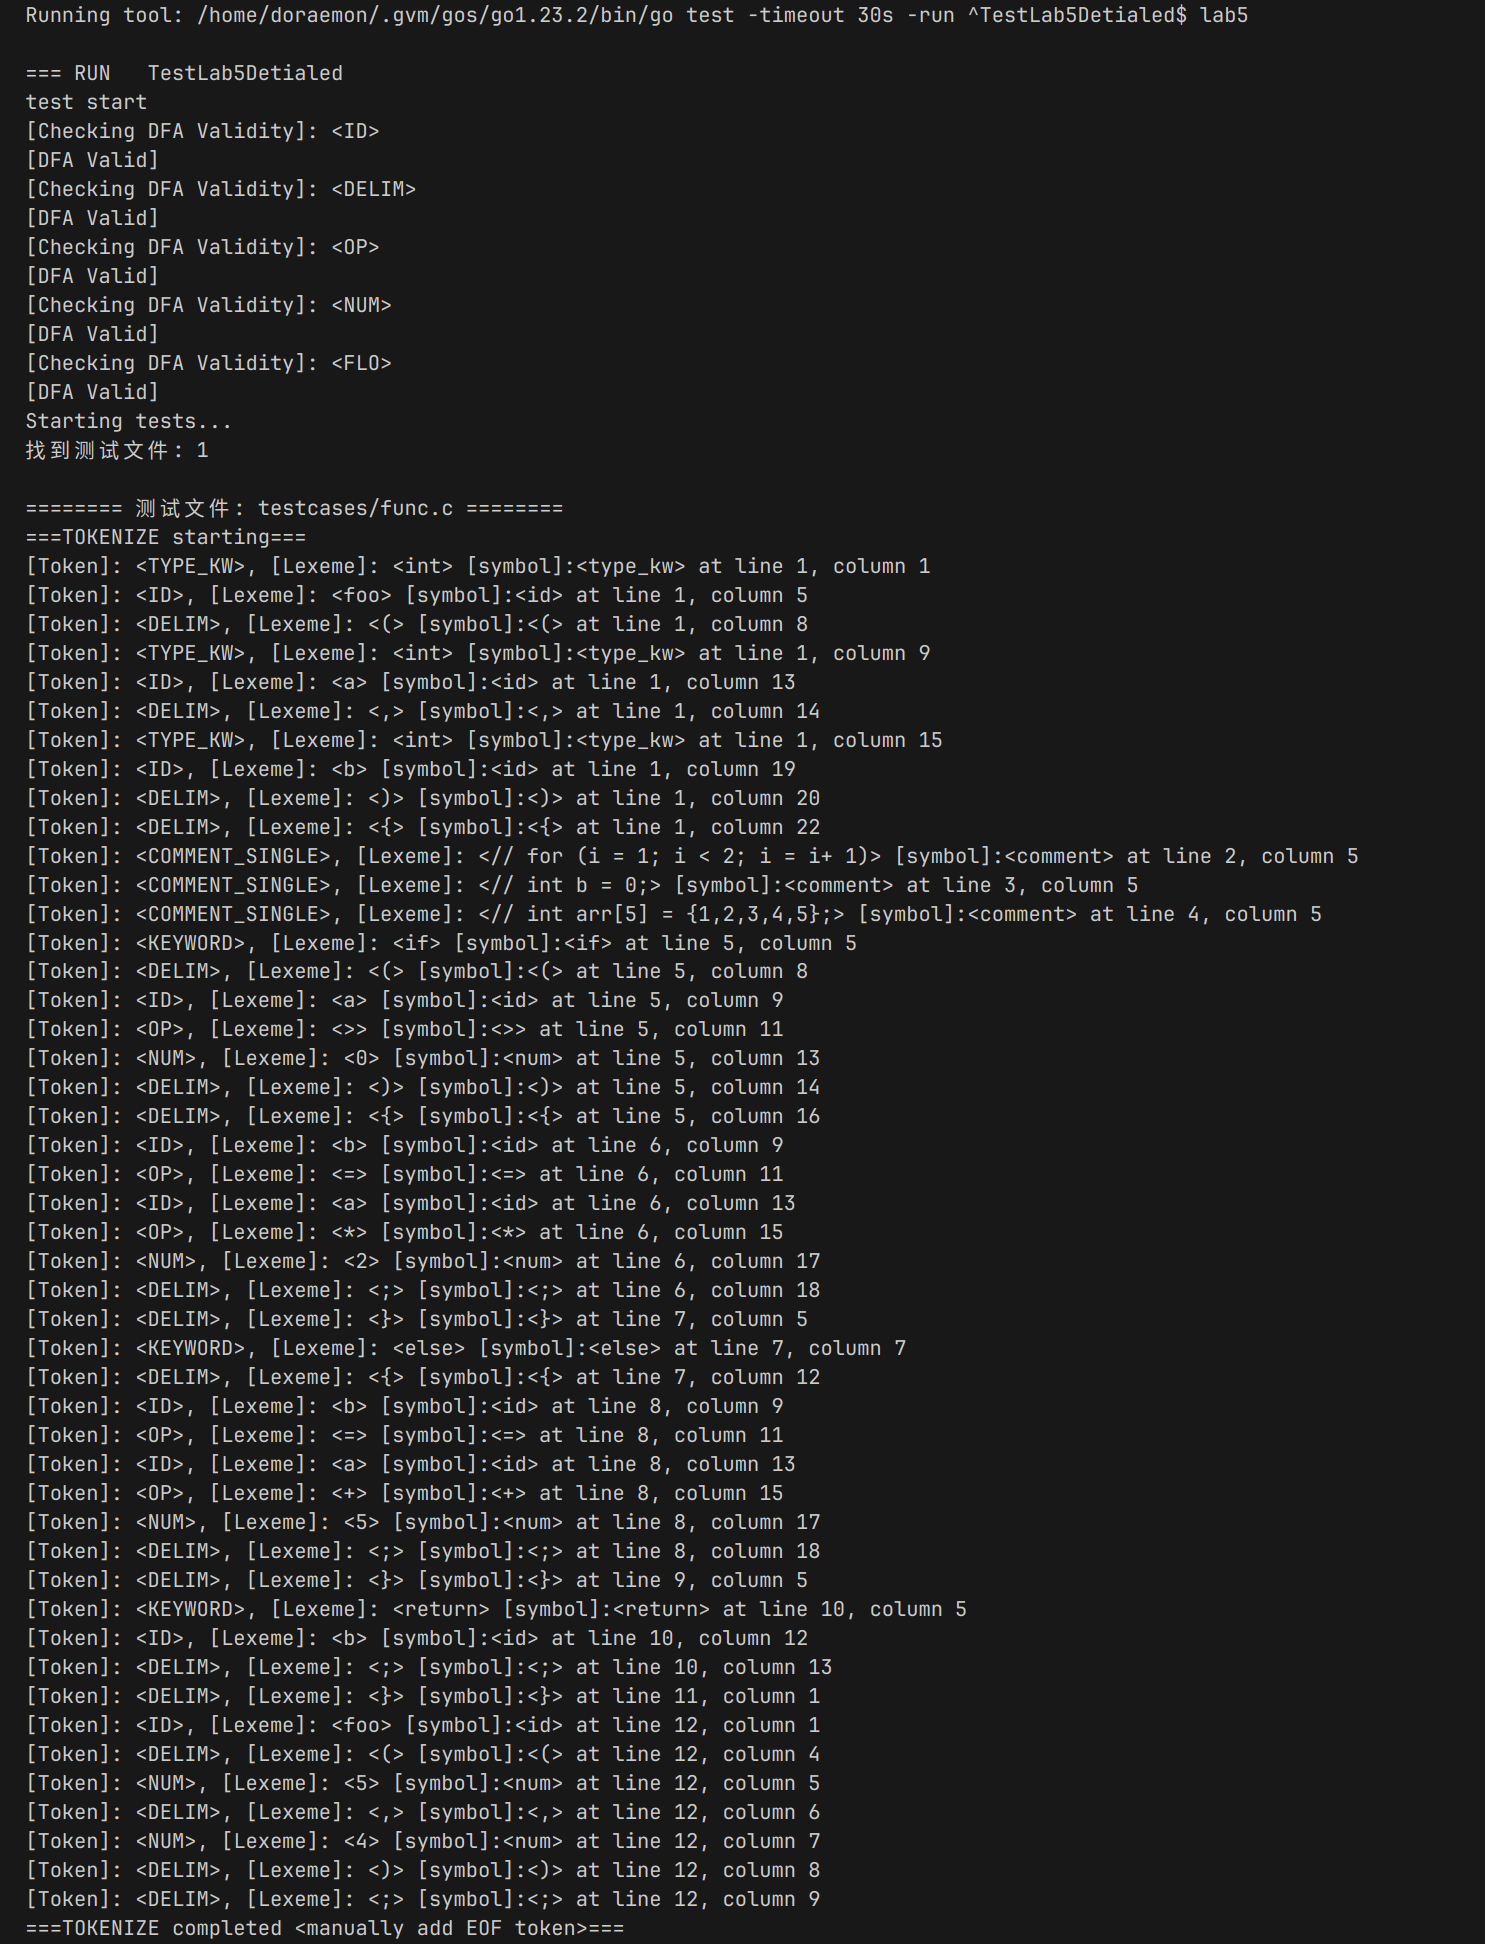 Running tool: /home/doraemon/.gvm/gos/go1.23.2/bin/go test -timeout 30s -run ^TestLab5Detialed$ lab5
=== RUN   TestLab5Detialed
test start
[Checking DFA Validity]: <ID>
[DFA Valid]
[Checking DFA Validity]: <DELIM>
[DFA Valid]
[Checking DFA Validity]: <OP>
[DFA Valid]
[Checking DFA Validity]: <NUM>
[DFA Valid]
[Checking DFA Validity]: <FLO>
[DFA Valid]
Starting tests...
找到测试文件: 1
======== 测试文件: testcases/func.c ========
===TOKENIZE starting===
[Token]: <TYPE_KW>, [Lexeme]: <int> [symbol]:<type_kw> at line 1, column 1
[Token]: <ID>, [Lexeme]: <foo> [symbol]:<id> at line 1, column 5
[Token]: <DELIM>, [Lexeme]: <(> [symbol]:<(> at line 1, column 8
[Token]: <TYPE_KW>, [Lexeme]: <int> [symbol]:<type_kw> at line 1, column 9
[Token]: <ID>, [Lexeme]: <a> [symbol]:<id> at line 1, column 13
[Token]: <DELIM>, [Lexeme]: <,> [symbol]:<,> at line 1, column 14
[Token]: <TYPE_KW>, [Lexeme]: <int> [symbol]:<type_kw> at line 1, column 15
[Token]: <ID>, [Lexeme]: <b> [symbol]:<id> at line 1, column 19
[Token]: <DELIM>, [Lexeme]: <)> [symbol]:<)> at line 1, column 20
[Token]: <DELIM>, [Lexeme]: <{> [symbol]:<{> at line 1, column 22
[Token]: <COMMENT_SINGLE>, [Lexeme]: <// for (i = 1; i < 2; i = i+ 1)> [symbol]:<comment> at line 2, column 5
[Token]: <COMMENT_SINGLE>, [Lexeme]: <// int b = 0;> [symbol]:<comment> at line 3, column 5
[Token]: <COMMENT_SINGLE>, [Lexeme]: <// int arr[5] = {1,2,3,4,5};> [symbol]:<comment> at line 4, column 5
[Token]: <KEYWORD>, [Lexeme]: <if> [symbol]:<if> at line 5, column 5
[Token]: <DELIM>, [Lexeme]: <(> [symbol]:<(> at line 5, column 8
[Token]: <ID>, [Lexeme]: <a> [symbol]:<id> at line 5, column 9
[Token]: <OP>, [Lexeme]: <>> [symbol]:<>> at line 5, column 11
[Token]: <NUM>, [Lexeme]: <0> [symbol]:<num> at line 5, column 13
[Token]: <DELIM>, [Lexeme]: <)> [symbol]:<)> at line 5, column 14
[Token]: <DELIM>, [Lexeme]: <{> [symbol]:<{> at line 5, column 16
[Token]: <ID>, [Lexeme]: <b> [symbol]:<id> at line 6, column 9
[Token]: <OP>, [Lexeme]: <=> [symbol]:<=> at line 6, column 11
[Token]: <ID>, [Lexeme]: <a> [symbol]:<id> at line 6, column 13
[Token]: <OP>, [Lexeme]: <*> [symbol]:<*> at line 6, column 15
[Token]: <NUM>, [Lexeme]: <2> [symbol]:<num> at line 6, column 17
[Token]: <DELIM>, [Lexeme]: <;> [symbol]:<;> at line 6, column 18
[Token]: <DELIM>, [Lexeme]: <}> [symbol]:<}> at line 7, column 5
[Token]: <KEYWORD>, [Lexeme]: <else> [symbol]:<else> at line 7, column 7
[Token]: <DELIM>, [Lexeme]: <{> [symbol]:<{> at line 7, column 12
[Token]: <ID>, [Lexeme]: <b> [symbol]:<id> at line 8, column 9
[Token]: <OP>, [Lexeme]: <=> [symbol]:<=> at line 8, column 11
[Token]: <ID>, [Lexeme]: <a> [symbol]:<id> at line 8, column 13
[Token]: <OP>, [Lexeme]: <+> [symbol]:<+> at line 8, column 15
[Token]: <NUM>, [Lexeme]: <5> [symbol]:<num> at line 8, column 17
[Token]: <DELIM>, [Lexeme]: <;> [symbol]:<;> at line 8, column 18
[Token]: <DELIM>, [Lexeme]: <}> [symbol]:<}> at line 9, column 5
[Token]: <KEYWORD>, [Lexeme]: <return> [symbol]:<return> at line 10, column 5
[Token]: <ID>, [Lexeme]: <b> [symbol]:<id> at line 10, column 12
[Token]: <DELIM>, [Lexeme]: <;> [symbol]:<;> at line 10, column 13
[Token]: <DELIM>, [Lexeme]: <}> [symbol]:<}> at line 11, column 1
[Token]: <ID>, [Lexeme]: <foo> [symbol]:<id> at line 12, column 1
[Token]: <DELIM>, [Lexeme]: <(> [symbol]:<(> at line 12, column 4
[Token]: <NUM>, [Lexeme]: <5> [symbol]:<num> at line 12, column 5
[Token]: <DELIM>, [Lexeme]: <,> [symbol]:<,> at line 12, column 6
[Token]: <NUM>, [Lexeme]: <4> [symbol]:<num> at line 12, column 7
[Token]: <DELIM>, [Lexeme]: <)> [symbol]:<)> at line 12, column 8
[Token]: <DELIM>, [Lexeme]: <;> [symbol]:<;> at line 12, column 9
===TOKENIZE completed <manually add EOF token>===